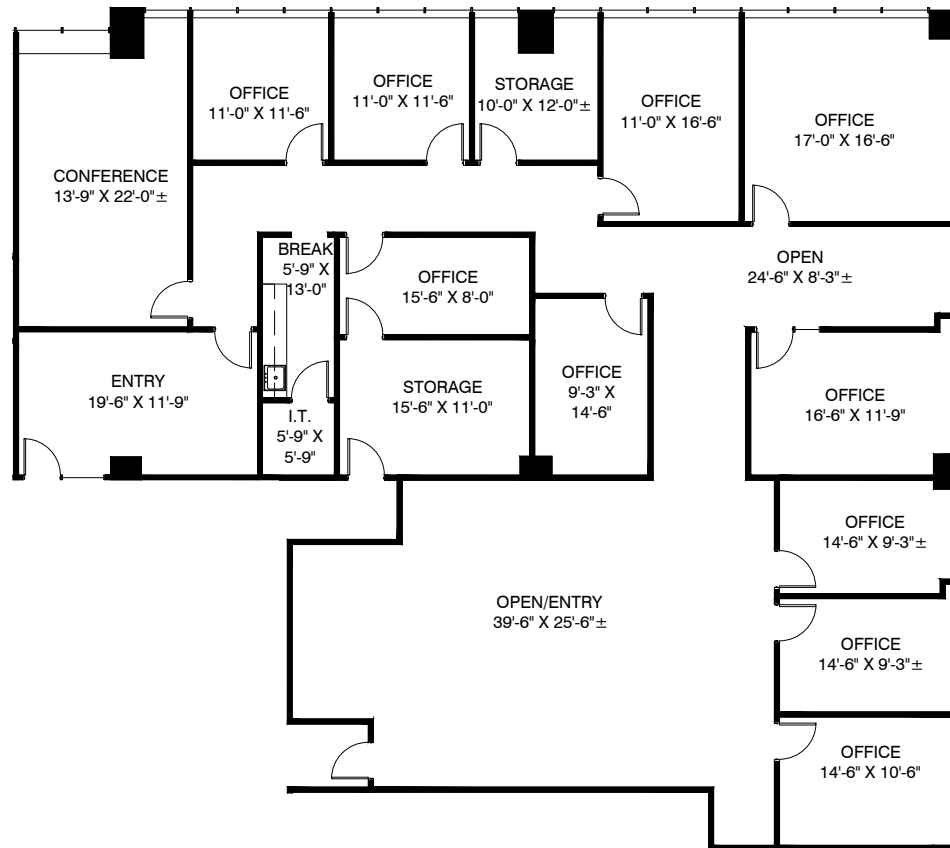 OFFICE
11'-0" X 11'-6"
OFFICE
11'-0" X 11'-6"
STORAGE
10'-0" X 12'-0"±
OFFICE
11'-0" X 16'-6"
OFFICE
17'-0" X 16'-6"
CONFERENCE
13'-9" X 22'-0"±
BREAK
5'-9" X
13'-0"
OFFICE
15'-6" X 8'-0"
OPEN
24'-6" X 8'-3"±
ENTRY
19'-6" X 11'-9"
I.T.
5'-9" X
5'-9"
STORAGE
15'-6" X 11'-0"
OFFICE
9'-3" X
14'-6"
OFFICE
16'-6" X 11'-9"
OFFICE
14'-6" X 9'-3"±
OPEN/ENTRY
39'-6" X 25'-6"±
OFFICE
14'-6" X 9'-3"±
OFFICE
14'-6" X 10'-6"